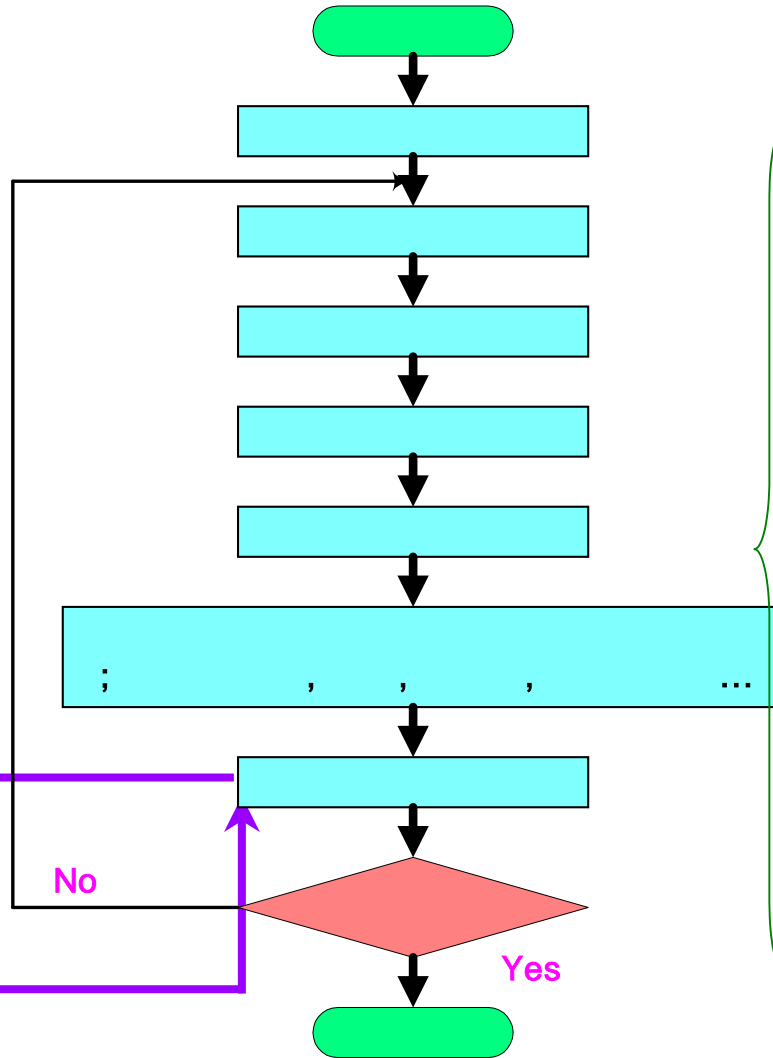 ; , , , ...
No
Yes